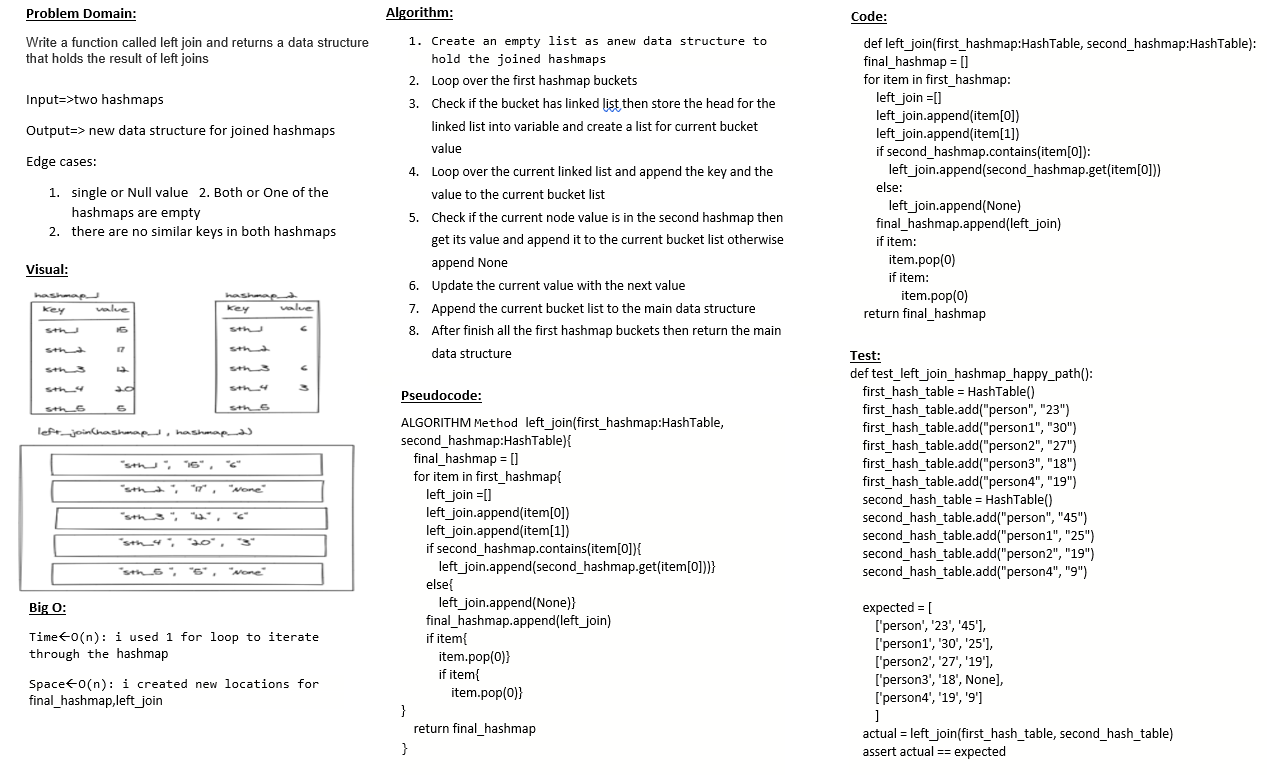 Problem Domain:
Write a function called left join and returns a data structure
that holds the result of left joins
Input=>two hashmaps
Output=> new data structure for joined hashmaps
Edge cases:
1. single or Null value 2. Both or One of the
hashmaps are empty
2. there are no similar keys in both hashmaps
Visual:
hashmap_1
key value
sth_1 15
sth_2 17
sth_3 12
sth_4 20
sth_5 5
hashmap_2
key value
sth_1 6
sth_2
sth_3 6
sth_4 3
sth_5
left_join(hashmap_1, hashmap_2)
"sth_1", "15", "6"
"sth_2", "17", "None"
"sth_3", "12", "6"
"sth_4", "20", "3"
"sth_5", "5", "None"
Big O:
Time←O(n): i used 1 for loop to iterate
through the hashmap
Space←O(n): i created new locations for
final_hashmap,left_join
Algorithm:
1. Create an empty list as anew data structure to
hold the joined hashmaps
2. Loop over the first hashmap buckets
3. Check if the bucket has linked list then store the head for the
linked list into variable and create a list for current bucket
value
4. Loop over the current linked list and append the key and the
value to the current bucket list
5. Check if the current node value is in the second hashmap then
get its value and append it to the current bucket list otherwise
append None
6. Update the current value with the next value
7. Append the current bucket list to the main data structure
8. After finish all the first hashmap buckets then return the main
data structure
Pseudocode:
ALGORITHM Method left_join(first_hashmap:HashTable,
second_hashmap:HashTable){
final_hashmap = []
for item in first_hashmap{
left_join =[]
left_join.append(item[0])
left_join.append(item[1])
if second_hashmap.contains(item[0]){
left_join.append(second_hashmap.get(item[0]))}
else{
left_join.append(None)}
final_hashmap.append(left_join)
if item{
item.pop(0)}
if item{
item.pop(0)}
}
return final_hashmap
}
Code:
def left_join(first_hashmap:HashTable, second_hashmap:HashTable):
final_hashmap = []
for item in first_hashmap:
left_join =[]
left_join.append(item[0])
left_join.append(item[1])
if second_hashmap.contains(item[0]):
left_join.append(second_hashmap.get(item[0]))
else:
left_join.append(None)
final_hashmap.append(left_join)
if item:
item.pop(0)
if item:
item.pop(0)
return final_hashmap
Test:
def test_left_join_hashmap_happy_path():
first_hash_table = HashTable()
first_hash_table.add("person", "23")
first_hash_table.add("person1", "30")
first_hash_table.add("person2", "27")
first_hash_table.add("person3", "18")
first_hash_table.add("person4", "19")
second_hash_table = HashTable()
second_hash_table.add("person", "45")
second_hash_table.add("person1", "25")
second_hash_table.add("person2", "19")
second_hash_table.add("person4", "9")
expected = [
['person', '23', '45'],
['person1', '30', '25'],
['person2', '27', '19'],
['person3', '18', None],
['person4', '19', '9']
]
actual = left_join(first_hash_table, second_hash_table)
assert actual == expected